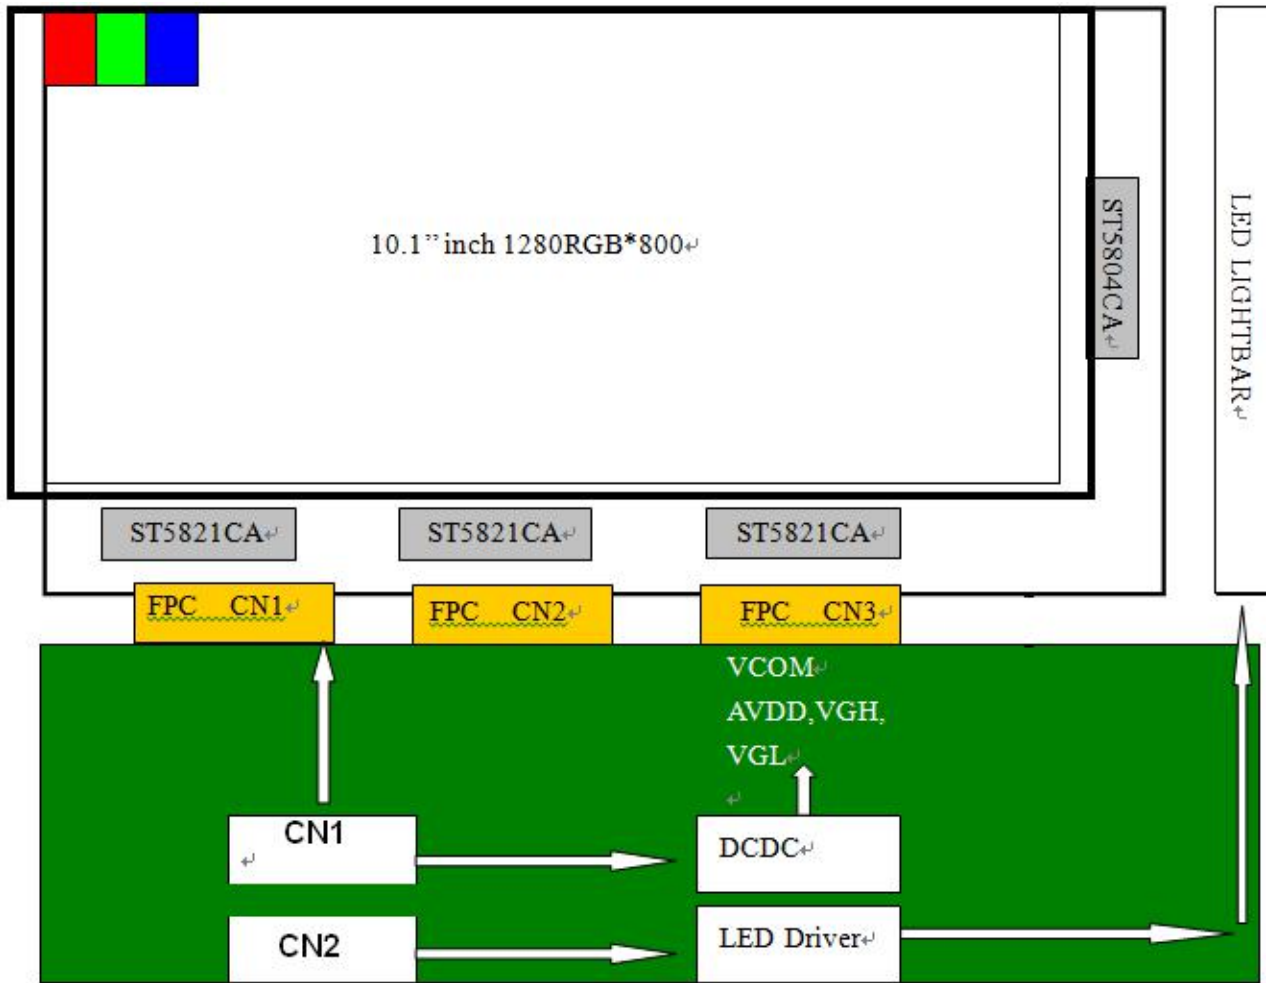 10.1” inch 1280RGB*800↵
ST5804CA↵
LED LIGHTBAR↵
ST5821CA↵
ST5821CA↵
ST5821CA↵
FPC CN1↵
FPC CN2↵
FPC CN3↵
VCOM↵
AVDD,VGH,
VGL↵
↵
CN1
↵
DCDC↵
CN2
LED Driver↵